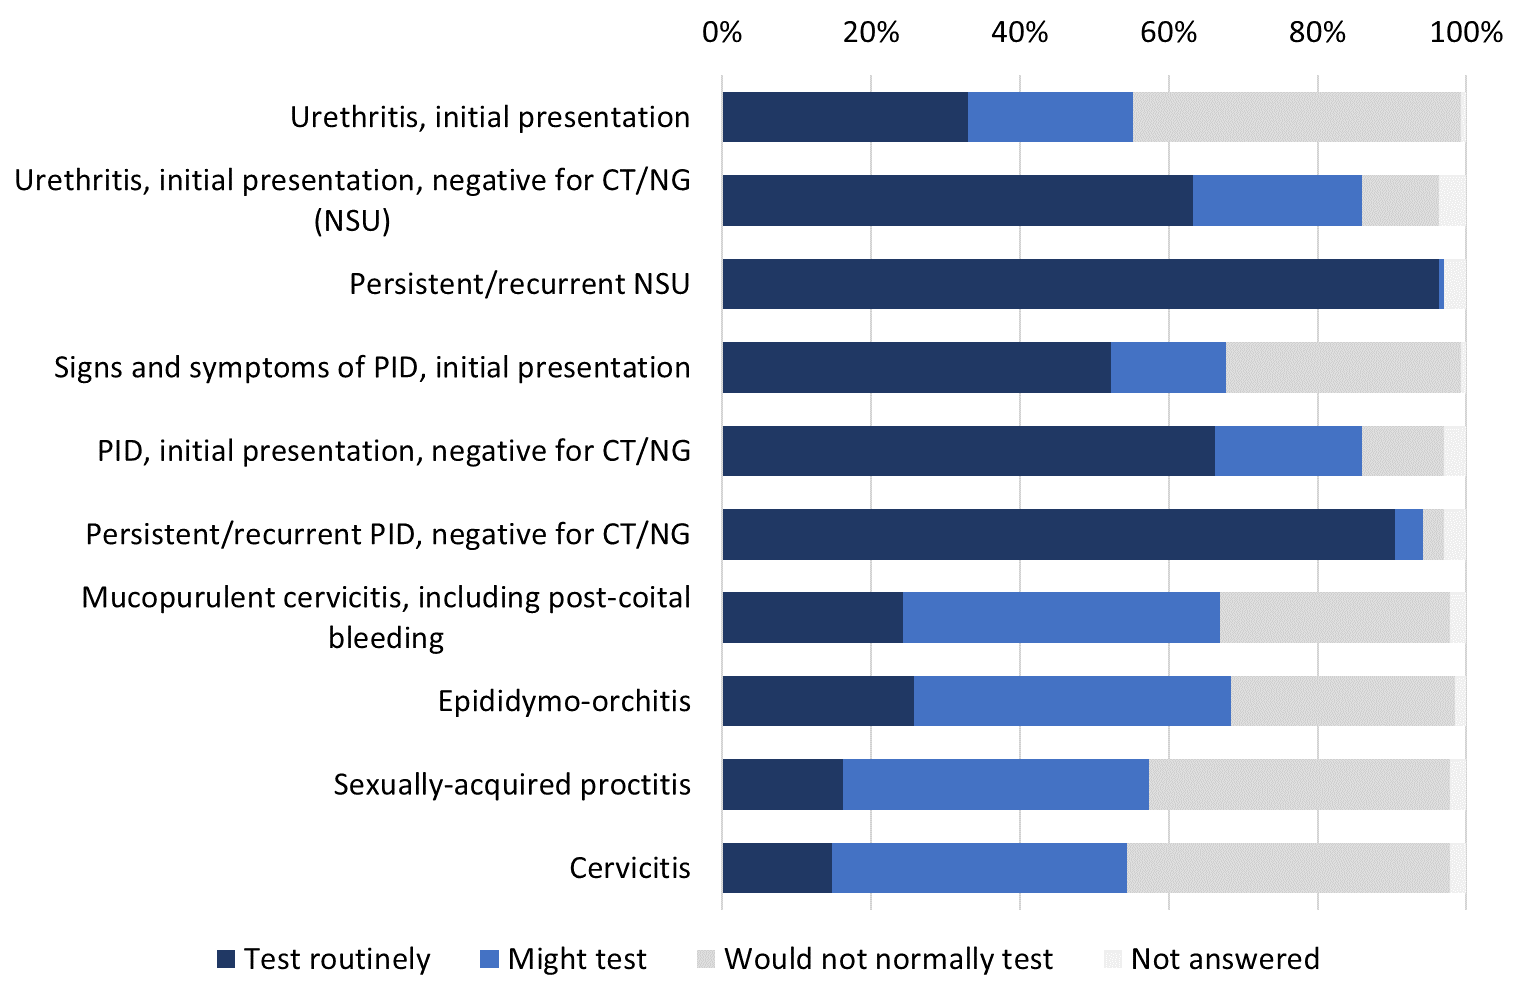 0% 20% 40% 60% 80% 100%
Urethritis, initial presentation
Urethritis, initial presentation, negative for CT/NG
(NSU)
Persistent/recurrent NSU
Signs and symptoms of PID, initial presentation
PID, initial presentation, negative for CT/NG
Persistent/recurrent PID, negative for CT/NG
Mucopurulent cervicitis, including post-coital
bleeding
Epididymo-orchitis
Sexually-acquired proctitis
Cervicitis
Test routinely Might test Would not normally test Not answered